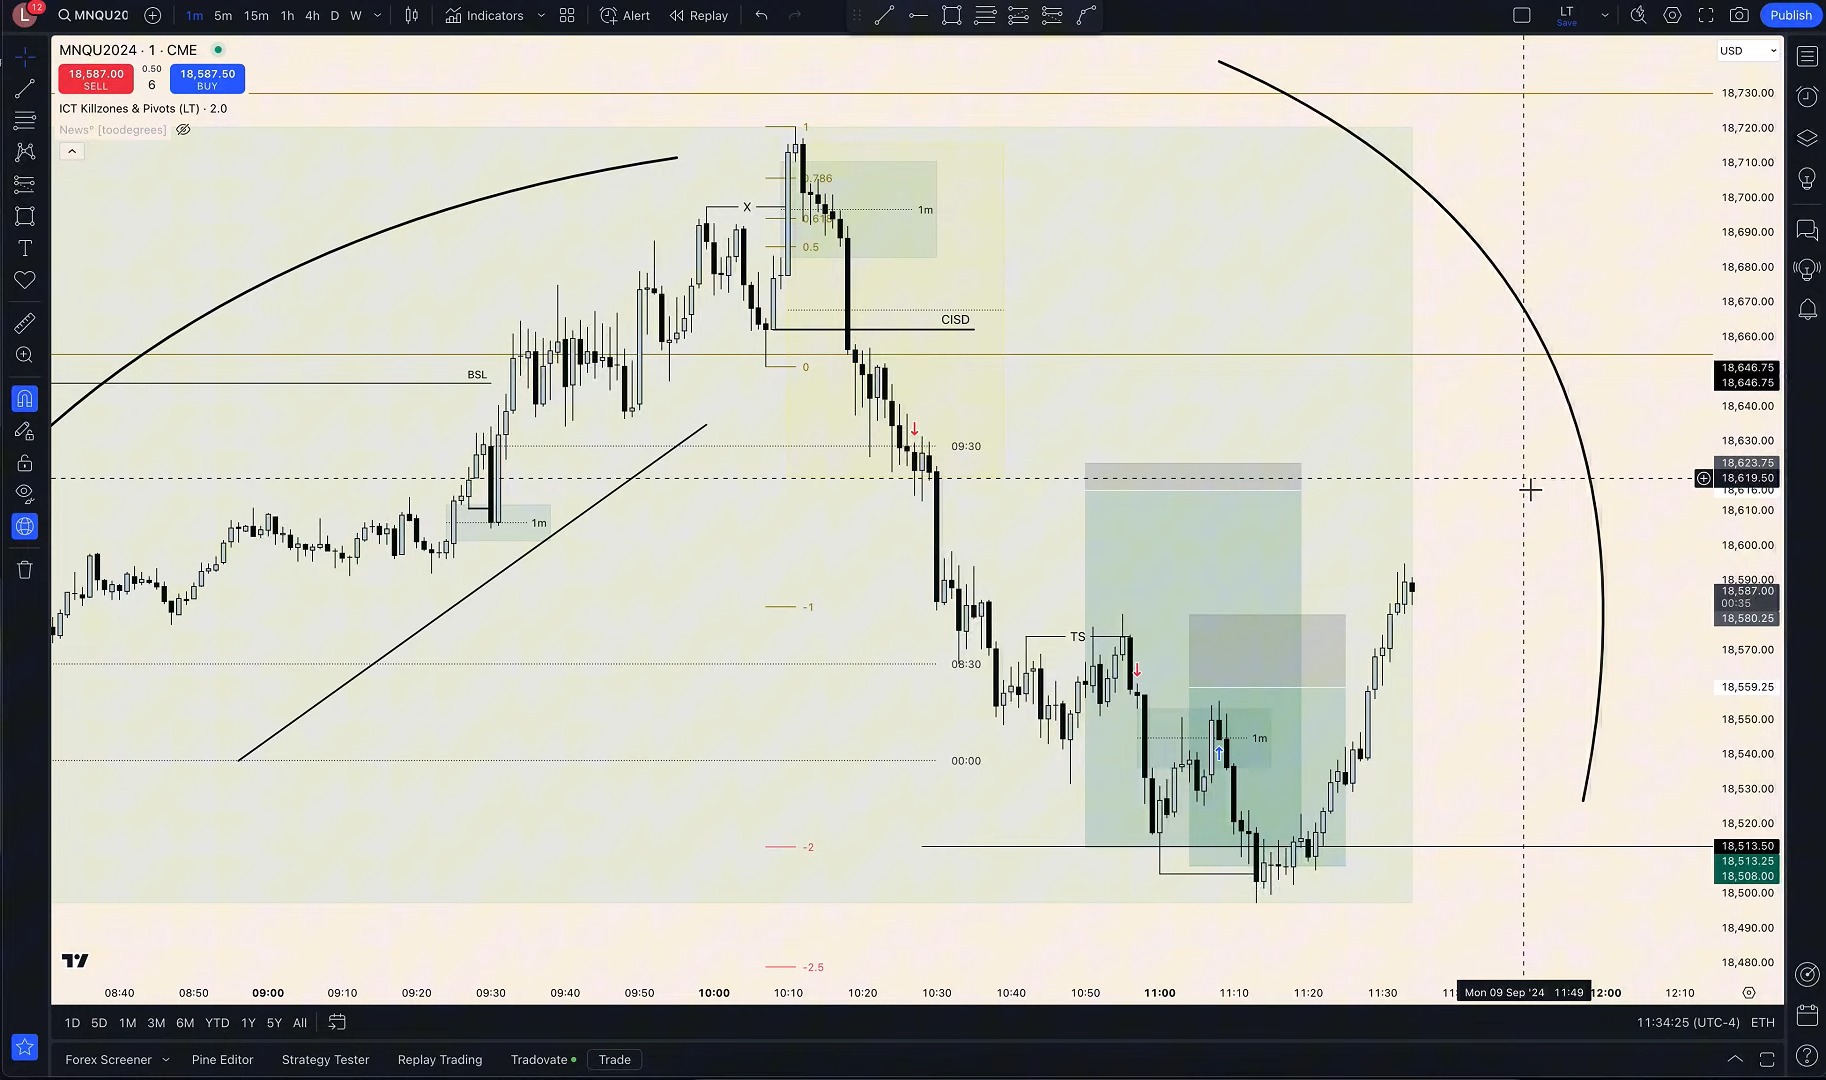 L 12 MNQU20 1m 5m 15m 1h 4h D W Indicators Alert Replay LT Save Publish
MNQU2024 · 1 · CME
USD
18,587.00 SELL
0.50
6
18,587.50 BUY
ICT Killzones & Pivots (LT) · 2.0
News° [toodegrees]
1
0.786
0.618
0.5
0
-1
-2
-2.5
X
1m
CISD
BSL
09:30
1m
TS
08:30
1m
00:00
18,730.00
18,720.00
18,710.00
18,700.00
18,690.00
18,680.00
18,670.00
18,660.00
18,646.75
18,646.75
18,640.00
18,630.00
18,623.75
18,619.50
18,616.00
18,610.00
18,600.00
18,590.00
18,587.00
00:35
18,580.25
18,570.00
18,559.25
18,550.00
18,540.00
18,530.00
18,520.00
18,513.50
18,513.25
18,508.00
18,500.00
18,490.00
18,480.00
08:40 08:50 09:00 09:10 09:20 09:30 09:40 09:50 10:00 10:10 10:20 10:30 10:40 10:50 11:00 11:10 11:20 11:30 Mon 09 Sep '24 11:49 12:00 12:10
1D 5D 1M 3M 6M YTD 1Y 5Y All 11:34:25 (UTC-4) ETH
Forex Screener Pine Editor Strategy Tester Replay Trading Tradovate Trade